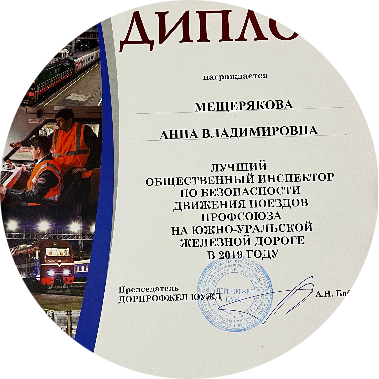 ДИПЛО
награждается
МЕЩЕРЯКОВА
АННА ВЛАДИМИРОВНА
ЛУЧШИЙ
ОБЩЕСТВЕННЫЙ ИНСПЕКТОР
ПО БЕЗОПАСНОСТИ
ДВИЖЕНИЯ ПОЕЗДОВ
ПРОФСОЮЗА
НА ЮЖНО-УРАЛЬСКОЙ
ЖЕЛЕЗНОЙ ДОРОГЕ
В 2019 ГОДУ
Председатель
ДОРПРОФЖЕЛ ЮУЖД А.Н.